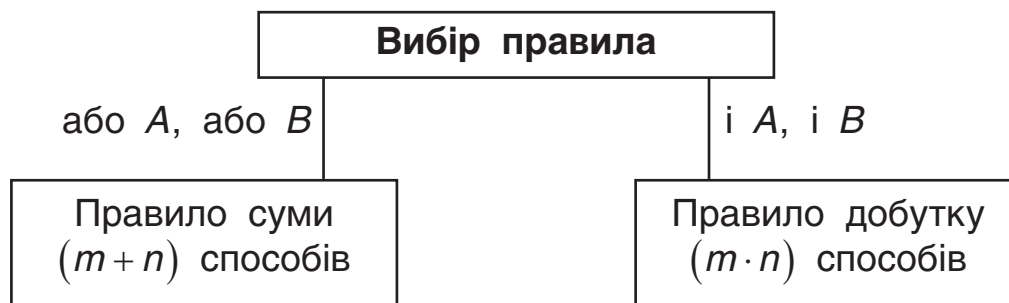 Вибір правила
або A, або B
і A, і B
Правило суми
(m + n) способів
Правило добутку
(m · n) способів